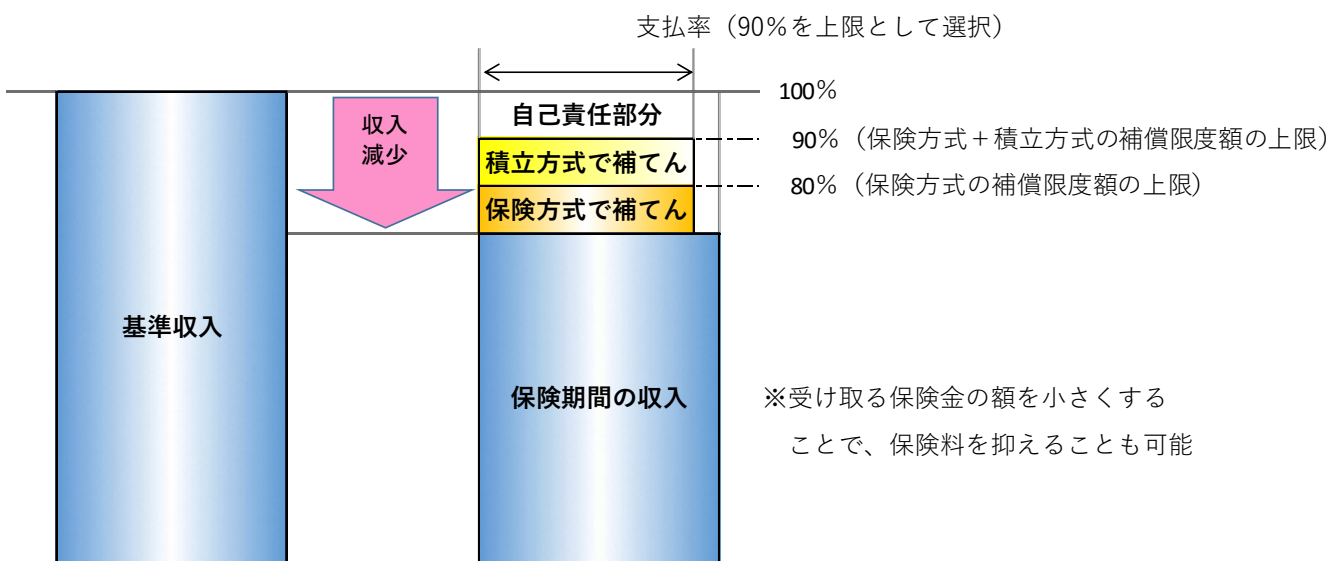 支払率（90％を上限として選択）
100％
自己責任部分
収入
減少
90％（保険方式＋積立方式の補償限度額の上限）
積立方式で補てん
80％（保険方式の補償限度額の上限）
保険方式で補てん
基準収入
保険期間の収入
※受け取る保険金の額を小さくする
ことで、保険料を抑えることも可能